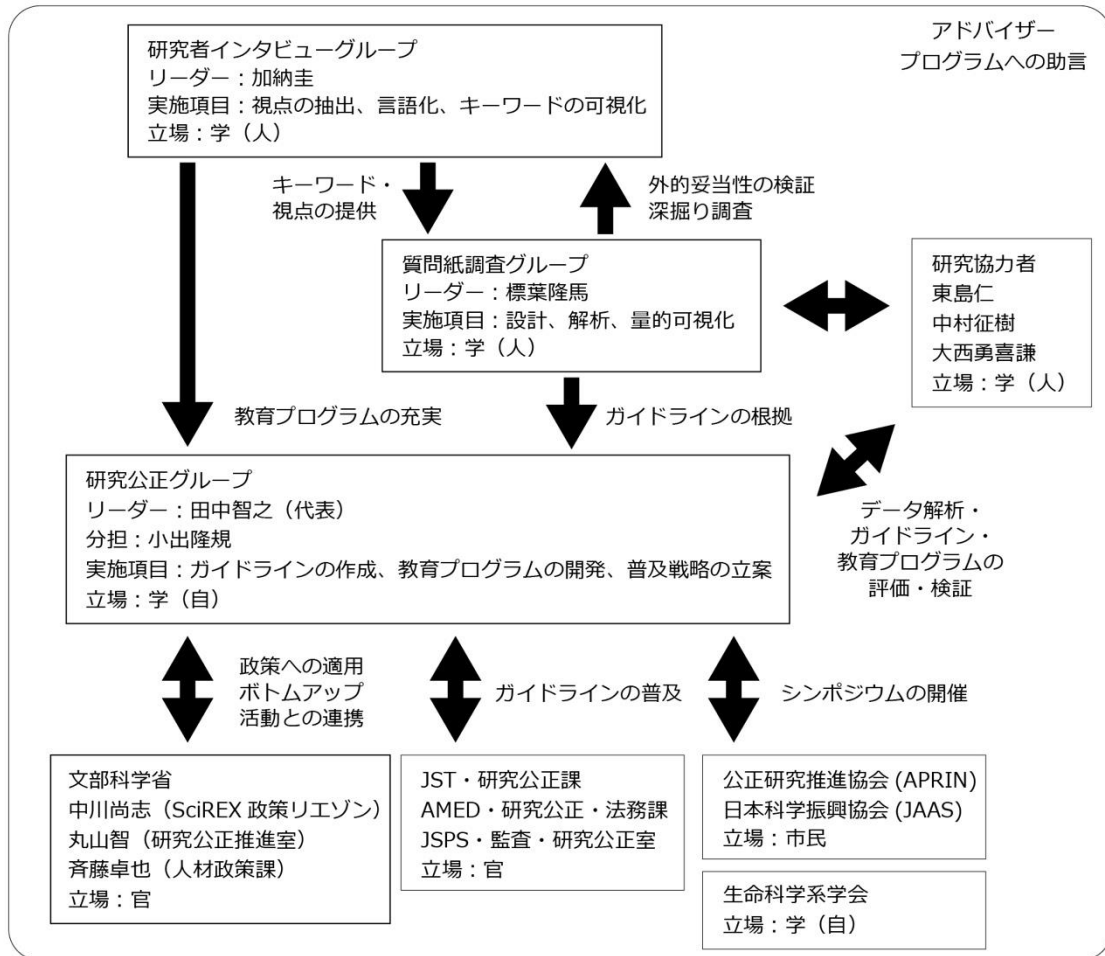 アドバイザー
プログラムへの助言
研究者インタビューグループ
リーダー：加納圭
実施項目：視点の抽出、言語化、キーワードの可視化
立場：学（人）
キーワード・
視点の提供
外的妥当性の検証
深掘り調査
質問紙調査グループ
リーダー：標葉隆馬
実施項目：設計、解析、量的可視化
立場：学（人）
研究協力者
東島仁
中村征樹
大西勇喜謙
立場：学（人）
教育プログラムの充実
ガイドラインの根拠
研究公正グループ
リーダー：田中智之（代表）
分担：小出隆規
実施項目：ガイドラインの作成、教育プログラムの開発、普及戦略の立案
立場：学（自）
データ解析・
ガイドライン・
教育プログラムの
評価・検証
政策への適用
ボトムアップ
活動との連携
ガイドラインの普及
シンポジウムの開催
文部科学省
中川尚志（SciREX 政策リエゾン）
丸山智（研究公正推進室）
斉藤卓也（人材政策課）
立場：官
JST・研究公正課
AMED・研究公正・法務課
JSPS・監査・研究公正室
立場：官
公正研究推進協会 (APRIN)
日本科学振興協会 (JAAS)
立場：市民
生命科学系学会
立場：学（自）